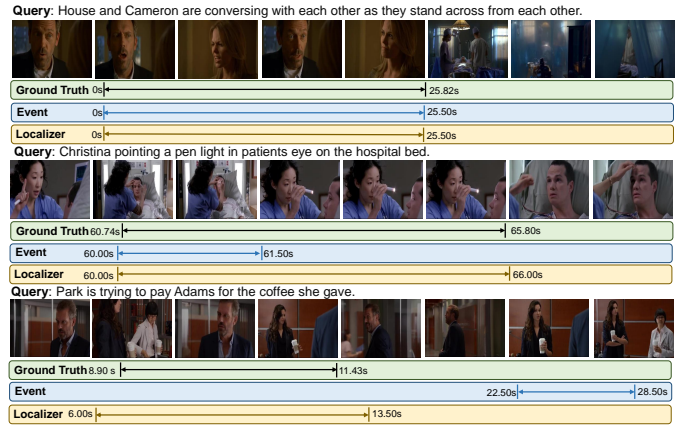 Query: House and Cameron are conversing with each other as they stand across from each other.
Ground Truth 0s 25.82s
Event 0s 25.50s
Localizer 0s 25.50s
Query: Christina pointing a pen light in patients eye on the hospital bed.
Ground Truth 60.74s 65.80s
Event 60.00s 61.50s
Localizer 60.00s 66.00s
Query: Park is trying to pay Adams for the coffee she gave.
Ground Truth 8.90 s 11.43s
Event 22.50s 28.50s
Localizer 6.00s 13.50s